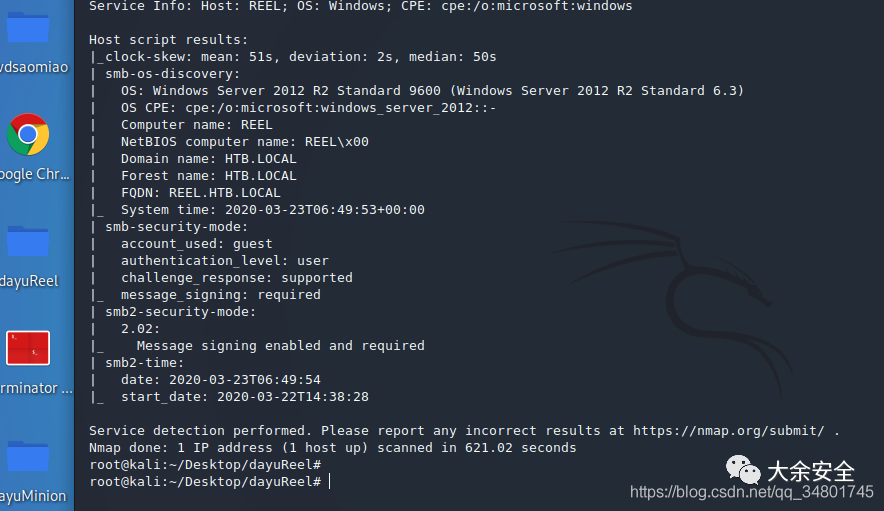 Service Info: Host: REEL; OS: Windows; CPE: cpe:/o:microsoft:windows
Host script results:
|_clock-skew: mean: 51s, deviation: 2s, median: 50s
| smb-os-discovery:
|   OS: Windows Server 2012 R2 Standard 9600 (Windows Server 2012 R2 Standard 6.3)
|   OS CPE: cpe:/o:microsoft:windows_server_2012::-
|   Computer name: REEL
|   NetBIOS computer name: REEL\x00
|   Domain name: HTB.LOCAL
|   Forest name: HTB.LOCAL
|   FQDN: REEL.HTB.LOCAL
|_  System time: 2020-03-23T06:49:53+00:00
| smb-security-mode:
|   account_used: guest
|   authentication_level: user
|   challenge_response: supported
|_  message_signing: required
| smb2-security-mode:
|   2.02:
|_    Message signing enabled and required
| smb2-time:
|   date: 2020-03-23T06:49:54
|_  start_date: 2020-03-22T14:38:28
Service detection performed. Please report any incorrect results at https://nmap.org/submit/ .
Nmap done: 1 IP address (1 host up) scanned in 621.02 seconds
root@kali:~/Desktop/dayuReel#
root@kali:~/Desktop/dayuReel#
vdsaomiao
oogle Chr...
dayuReel
rminator ...
ayuMinion
大余安全
https://blog.csdn.net/qq_34801745